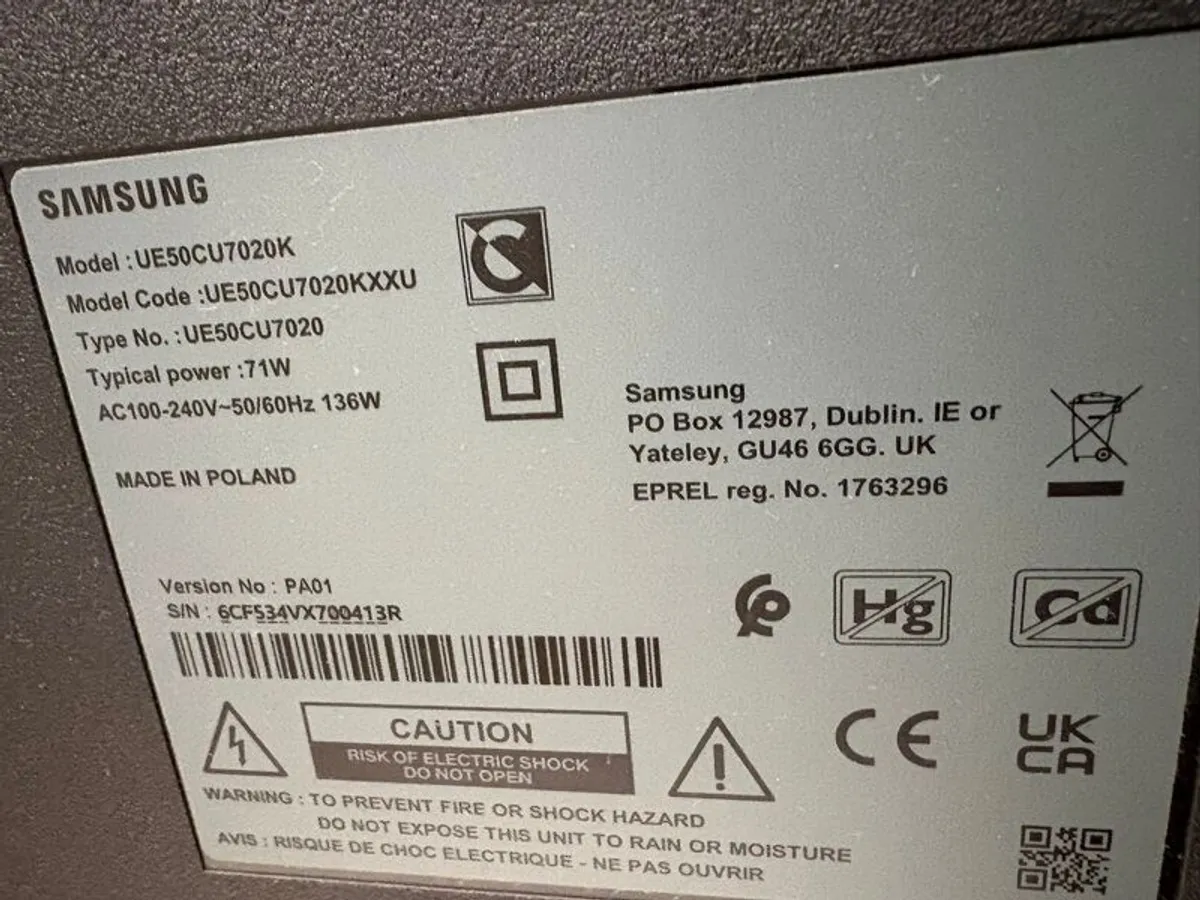 SAMSUNG
Model :UE50CU7020K
Model Code :UE50CU7020KXXU
Type No. :UE50CU7020
Typical power :71W
AC100-240V~50/60Hz 136W
MADE IN POLAND
Samsung
PO Box 12987, Dublin. IE or
Yateley, GU46 6GG. UK
EPREL reg. No. 1763296
Version No : PA01
S/N : 6CF534VX700413R
Hg
Cd
CAUTION
RISK OF ELECTRIC SHOCK
DO NOT OPEN
CE
UK
CA
WARNING : TO PREVENT FIRE OR SHOCK HAZARD
DO NOT EXPOSE THIS UNIT TO RAIN OR MOISTURE
AVIS : RISQUE DE CHOC ELECTRIQUE - NE PAS OUVRIR